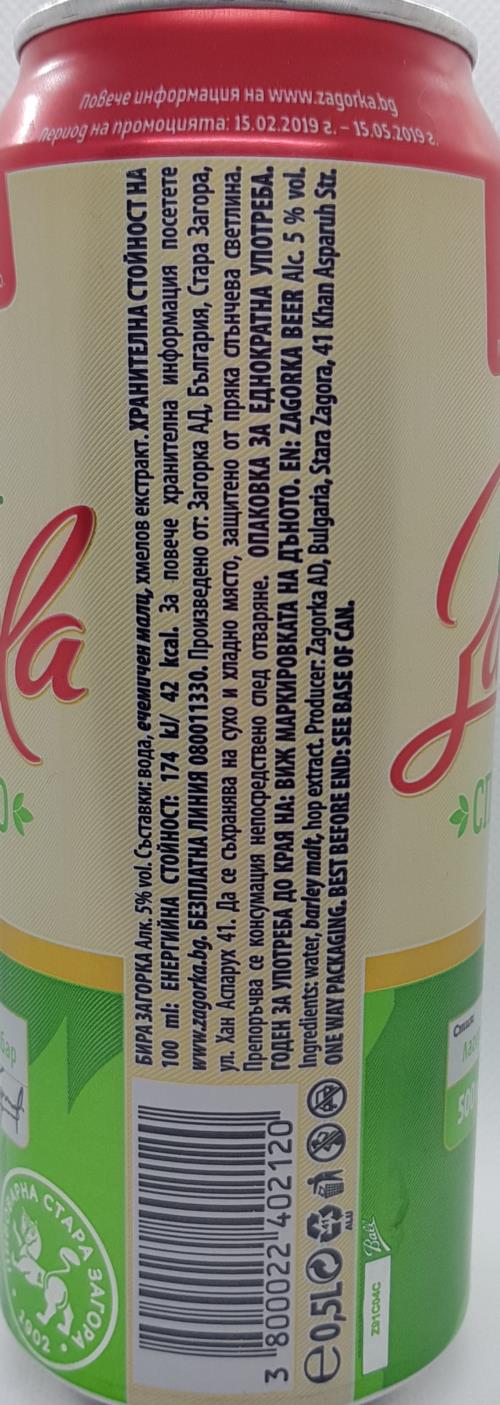 повече информация на www.zagorka.bg
период на промоцията: 15.02.2019 г. – 15.05.2019 г.
БИРА ЗАГОРКА Алк. 5% vol. Съставки: вода, ечемичен малц, хмелов екстракт. ХРАНИТЕЛНА СТОЙНОСТ НА
100 ml: ЕНЕРГИЙНА СТОЙНОСТ: 174 kJ/ 42 kcal. За повече хранителна информация посетете
www.zagorka.bg. БЕЗПЛАТНА ЛИНИЯ 080011330. Произведено от: Загорка АД, България, Стара Загора,
ул. Хан Аспарух 41. Да се съхранява на сухо и хладно място, защитено от пряка слънчева светлина.
Препоръчва се консумация непосредствено след отваряне. ОПАКОВКА ЗА ЕДНОКРАТНА УПОТРЕБА.
ГОДЕН ЗА УПОТРЕБА ДО КРАЯ НА: ВИЖ МАРКИРОВКАТА НА ДЪНОТО. EN: ZAGORKA BEER Alc. 5 % vol.
Ingredients: water, barley malt, hop extract. Producer: Zagorka AD, Bulgaria, Stara Zagora, 41 Khan Asparuh Str.
ONE WAY PACKAGING. BEST BEFORE END: SEE BASE OF CAN.
3 800022 402120
e 0,5L
41
ALU
Ball
Z91C04C
СТАРА ЗАГОРА
1902
500